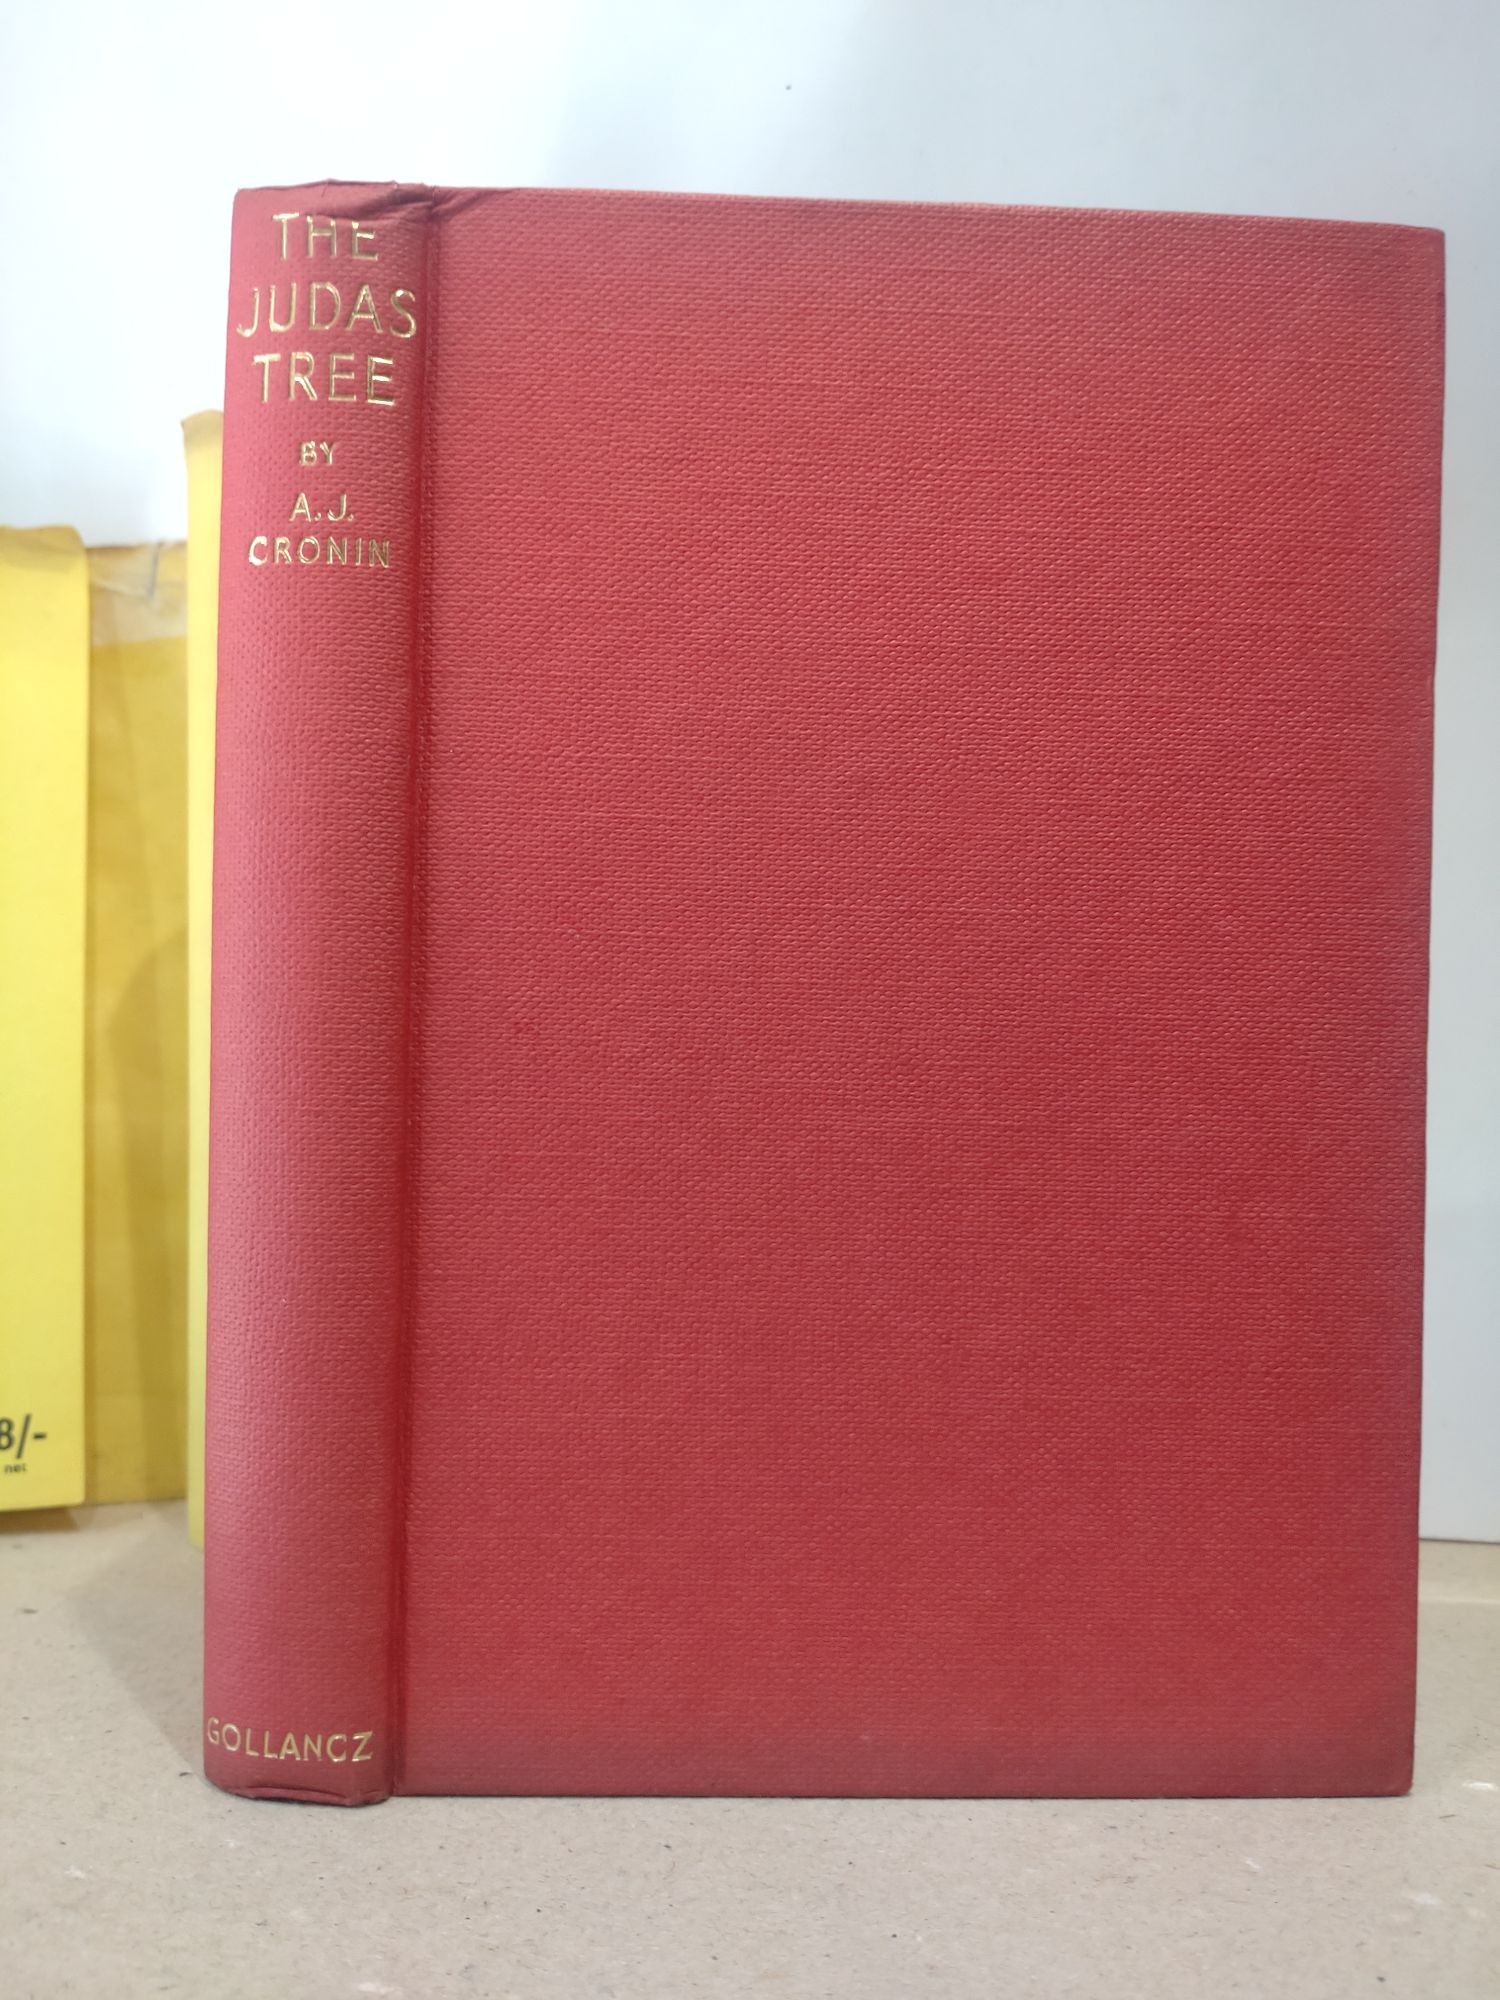 THE
JUDAS
TREE
BY
A.J.
CRONIN
GOLLANCZ
8/-
net